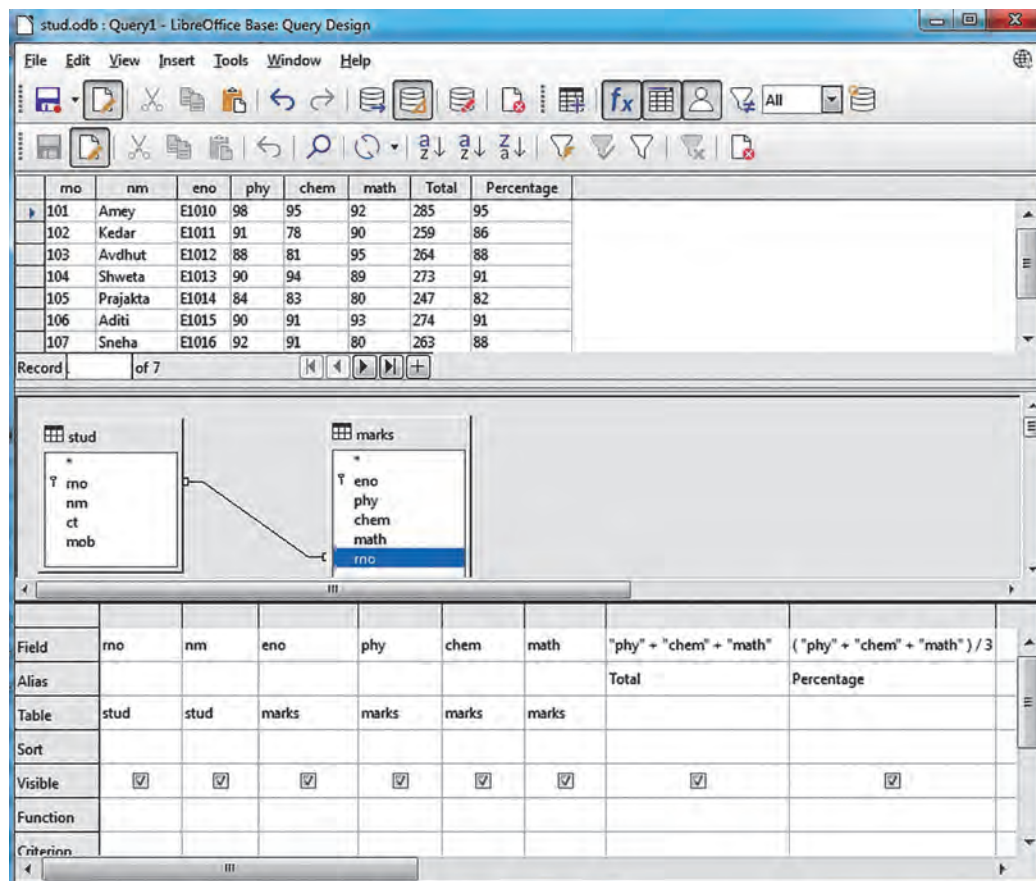 stud.odb : Query1 - LibreOffice Base: Query Design
File Edit View Insert Tools Window Help
fx All
a z a z z a
rno nm eno phy chem math Total Percentage
101 Amey E1010 98 95 92 285 95
102 Kedar E1011 91 78 90 259 86
103 Avdhut E1012 88 81 95 264 88
104 Shweta E1013 90 94 89 273 91
105 Prajakta E1014 84 83 80 247 82
106 Aditi E1015 90 91 93 274 91
107 Sneha E1016 92 91 80 263 88
Record of 7
stud
*
rno
nm
ct
mob
marks
*
eno
phy
chem
math
rno
Field rno nm eno phy chem math "phy" + "chem" + "math" ( "phy" + "chem" + "math" ) / 3
Alias Total Percentage
Table stud stud marks marks marks marks
Sort
Visible
Function
Criterion